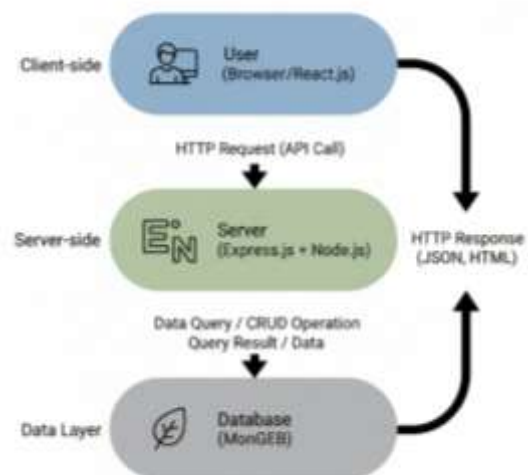 Client-side
User
(Browser/React.js)
HTTP Request (API Call)
Server-side
EN
Server
(Express.js + Node.js)
HTTP Response
(JSON, HTML)
Data Query / CRUD Operation
Query Result / Data
Data Layer
Database
(MonGEB)